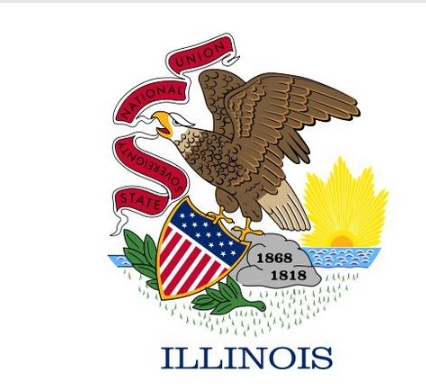 STATE
SOVEREIGNTY
NATIONAL
UNION
1868
1818
ILLINOIS